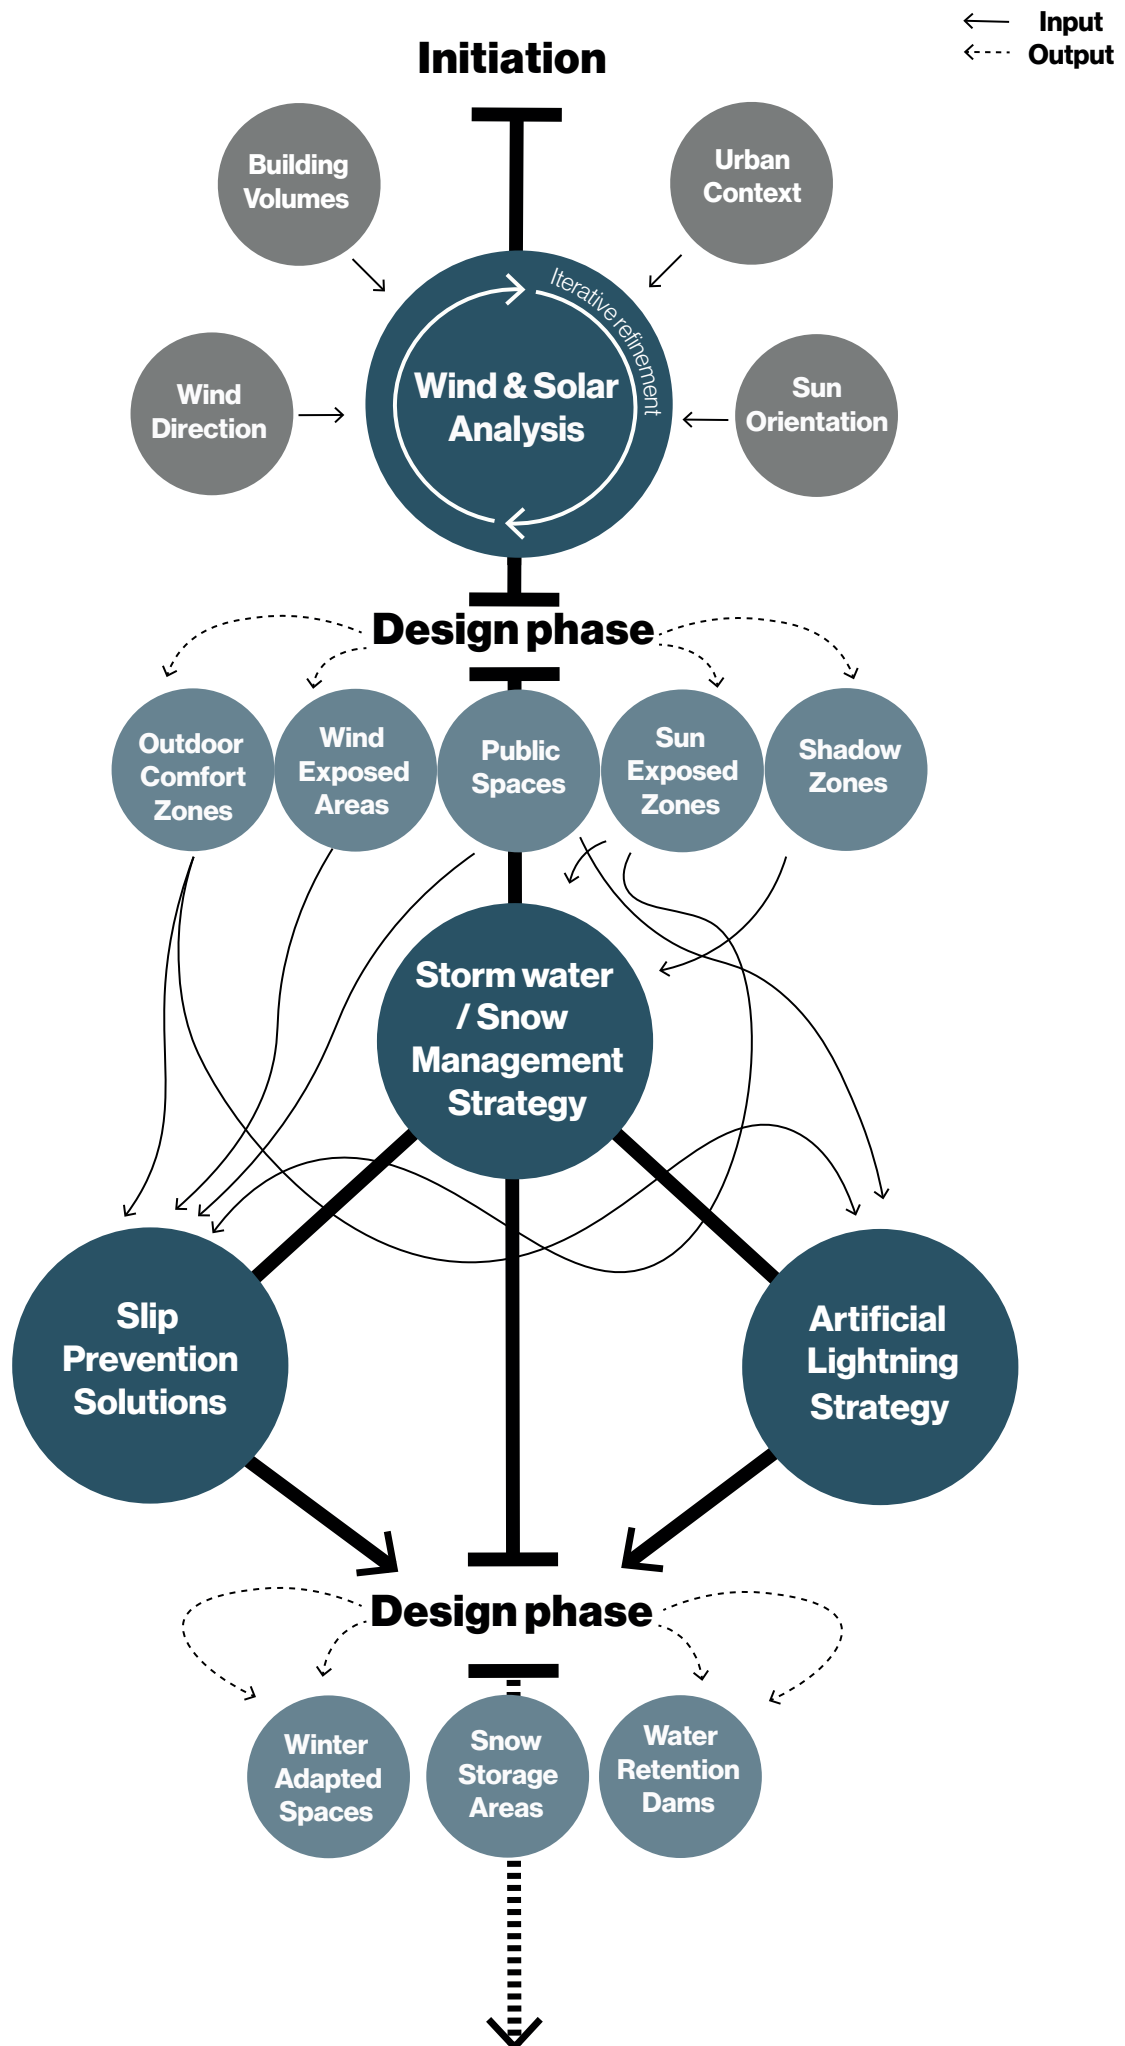 Input
Output
Initiation
Building
Volumes
Urban
Context
Iterative refinement
Wind & Solar
Analysis
Wind
Direction
Sun
Orientation
Design phase
Outdoor
Comfort
Zones
Wind
Exposed
Areas
Public
Spaces
Sun
Exposed
Zones
Shadow
Zones
Storm water
/ Snow
Management
Strategy
Slip
Prevention
Solutions
Artificial
Lightning
Strategy
Design phase
Winter
Adapted
Spaces
Snow
Storage
Areas
Water
Retention
Dams